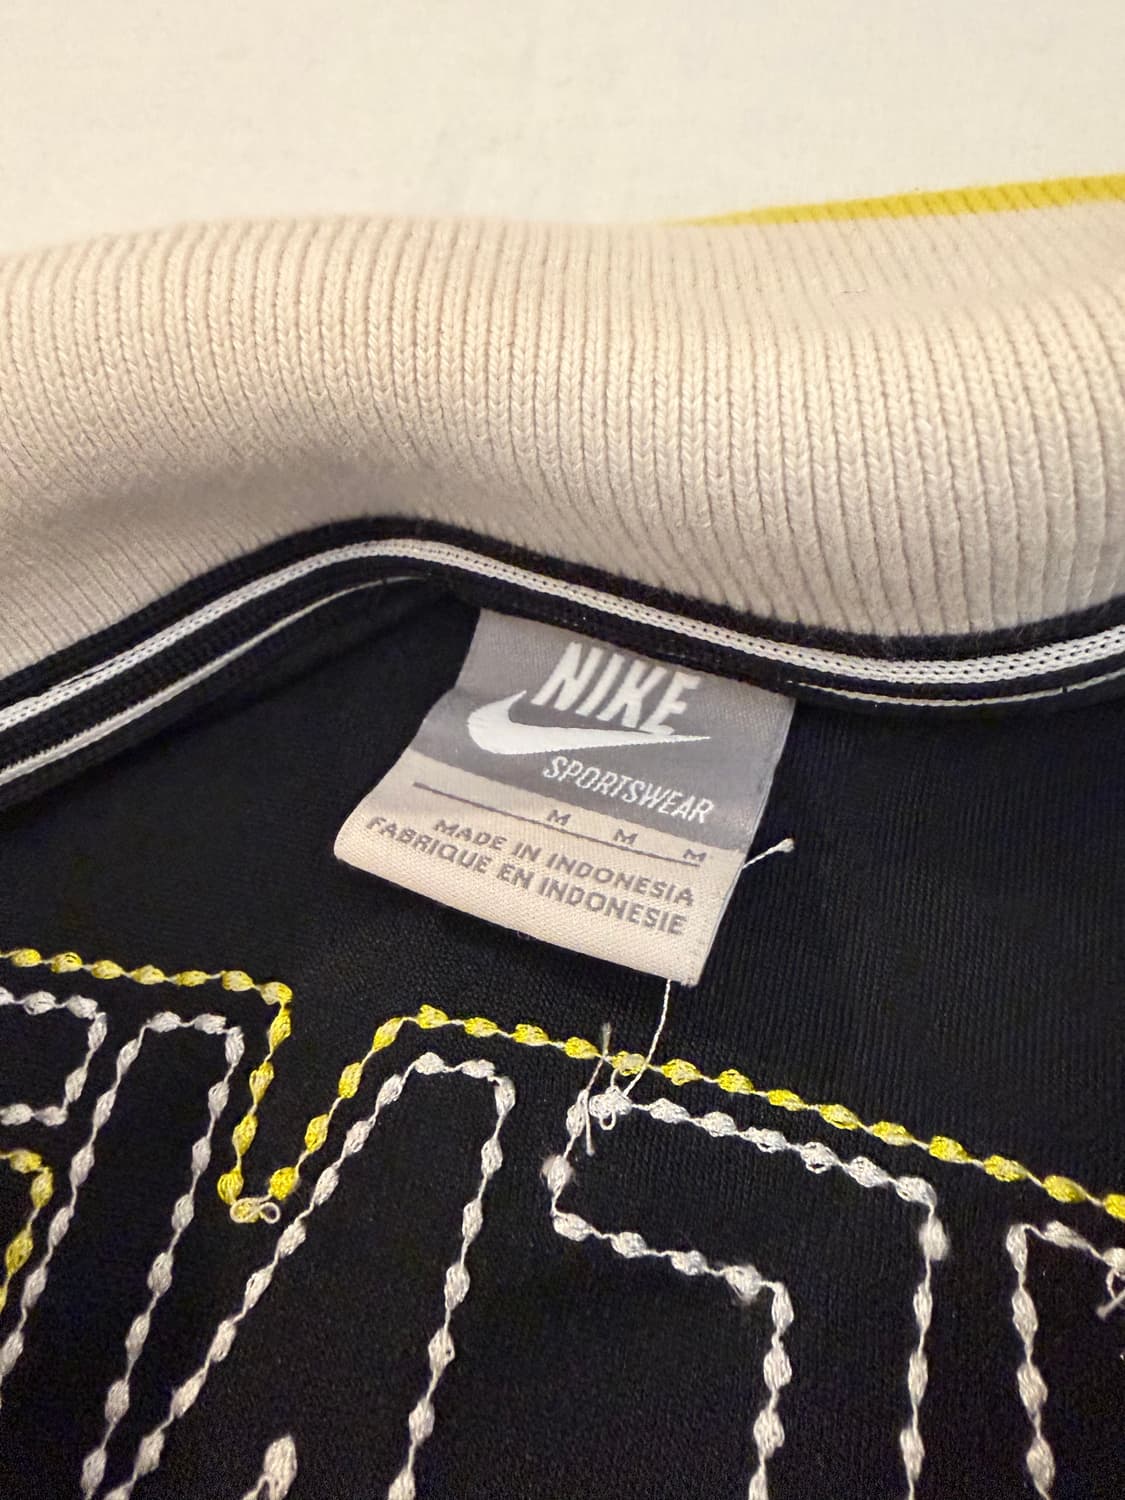 NIKE
SPORTSWEAR
M M M
MADE IN INDONESIA
FABRIQUE EN INDONESIE